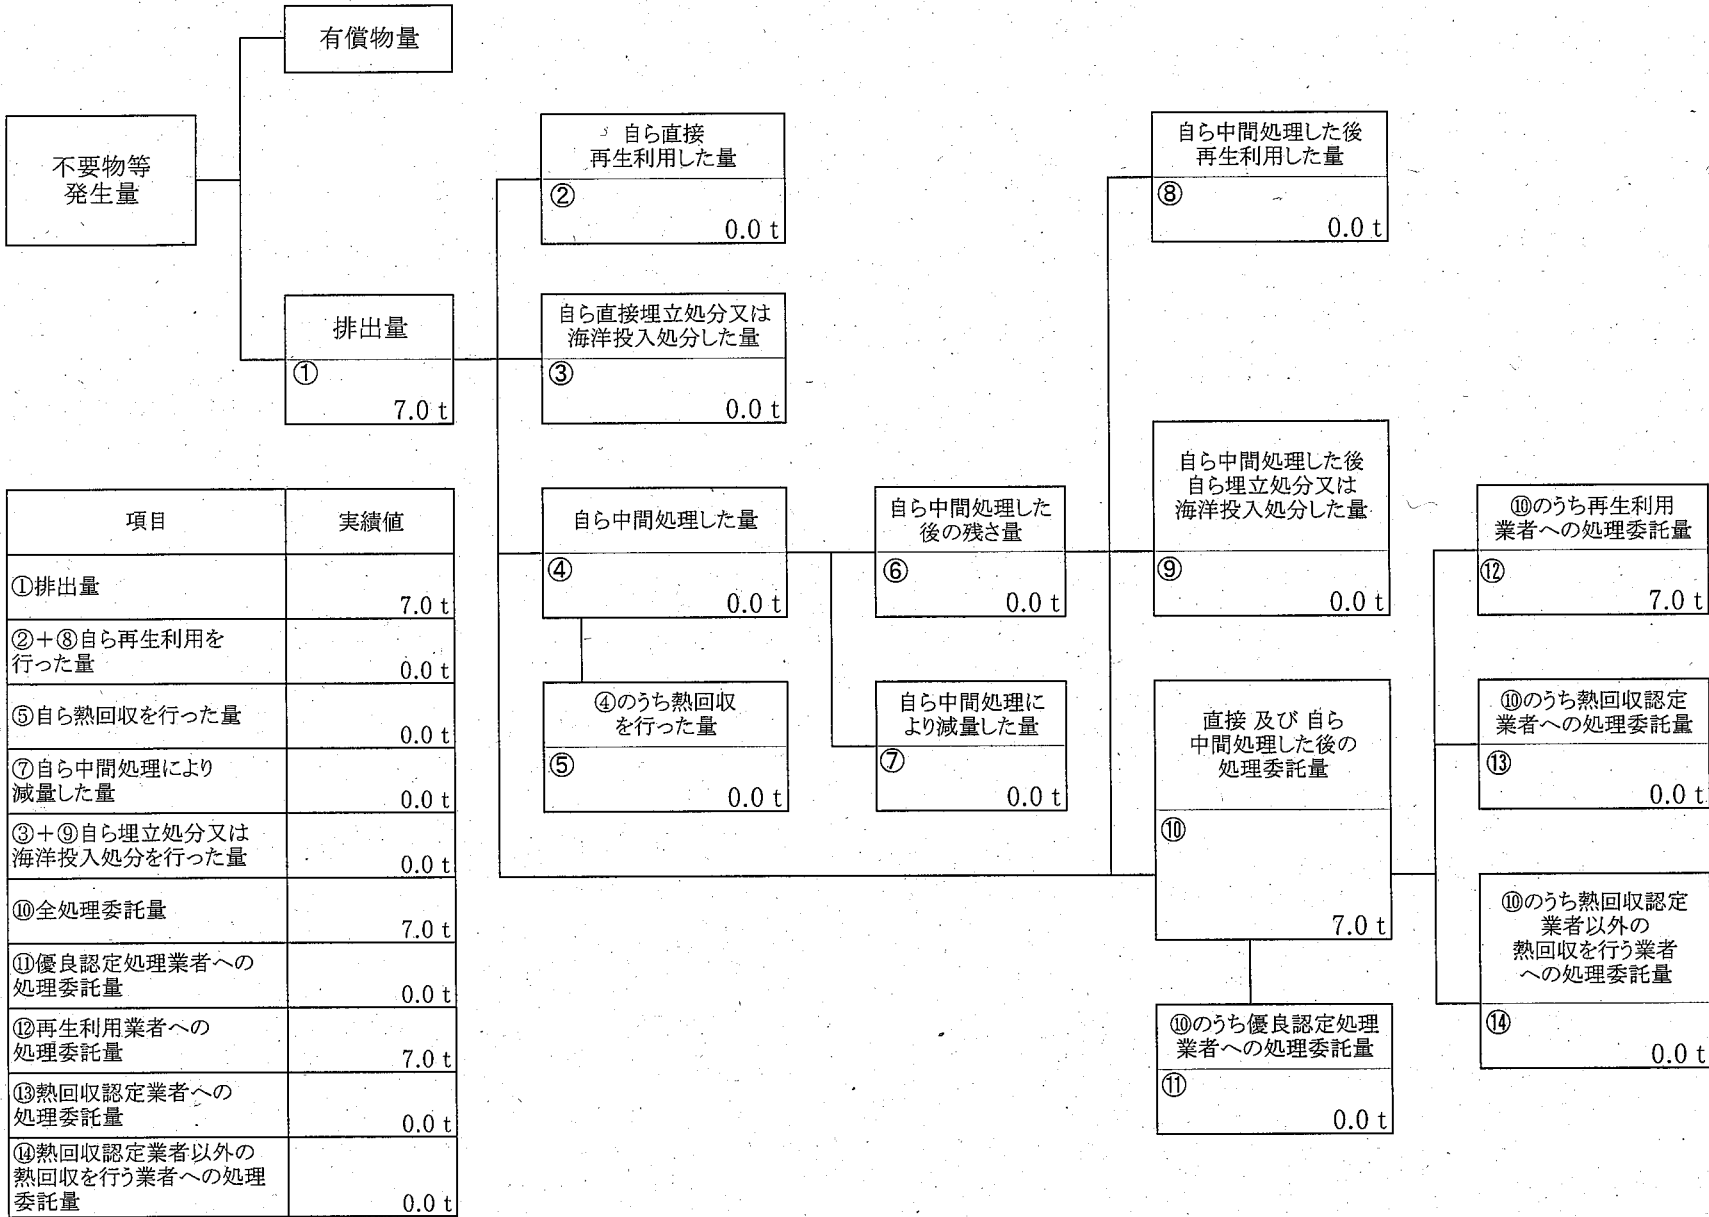 有償物量
不要物等
発生量
排出量
①
7.0 t
自ら直接
再生利用した量
②
0.0 t
自ら直接埋立処分又は
海洋投入処分した量
③
0.0 t
自ら中間処理した量
④
0.0 t
④のうち熱回収
を行った量
⑤
0.0 t
自ら中間処理した
後の残さ量
⑥
0.0 t
自ら中間処理に
より減量した量
⑦
0.0 t
自ら中間処理した後
再生利用した量
⑧
0.0 t
自ら中間処理した後
自ら埋立処分又は
海洋投入処分した量
⑨
0.0 t
直接 及び 自ら
中間処理した後の
処理委託量
⑩
7.0 t
⑩のうち優良認定処理
業者への処理委託量
⑪
0.0 t
⑩のうち再生利用
業者への処理委託量
⑫
7.0 t
⑩のうち熱回収認定
業者への処理委託量
⑬
0.0 t
⑩のうち熱回収認定
業者以外の
熱回収を行う業者
への処理委託量
⑭
0.0 t
項目 実績値
①排出量
7.0 t
②＋⑧自ら再生利用を
行った量
0.0 t
⑤自ら熱回収を行った量
0.0 t
⑦自ら中間処理により
減量した量
0.0 t
③＋⑨自ら埋立処分又は
海洋投入処分を行った量
0.0 t
⑩全処理委託量
7.0 t
⑪優良認定処理業者への
処理委託量
0.0 t
⑫再生利用業者への
処理委託量
7.0 t
⑬熱回収認定業者への
処理委託量
0.0 t
⑭熱回収認定業者以外の
熱回収を行う業者への処理
委託量
0.0 t